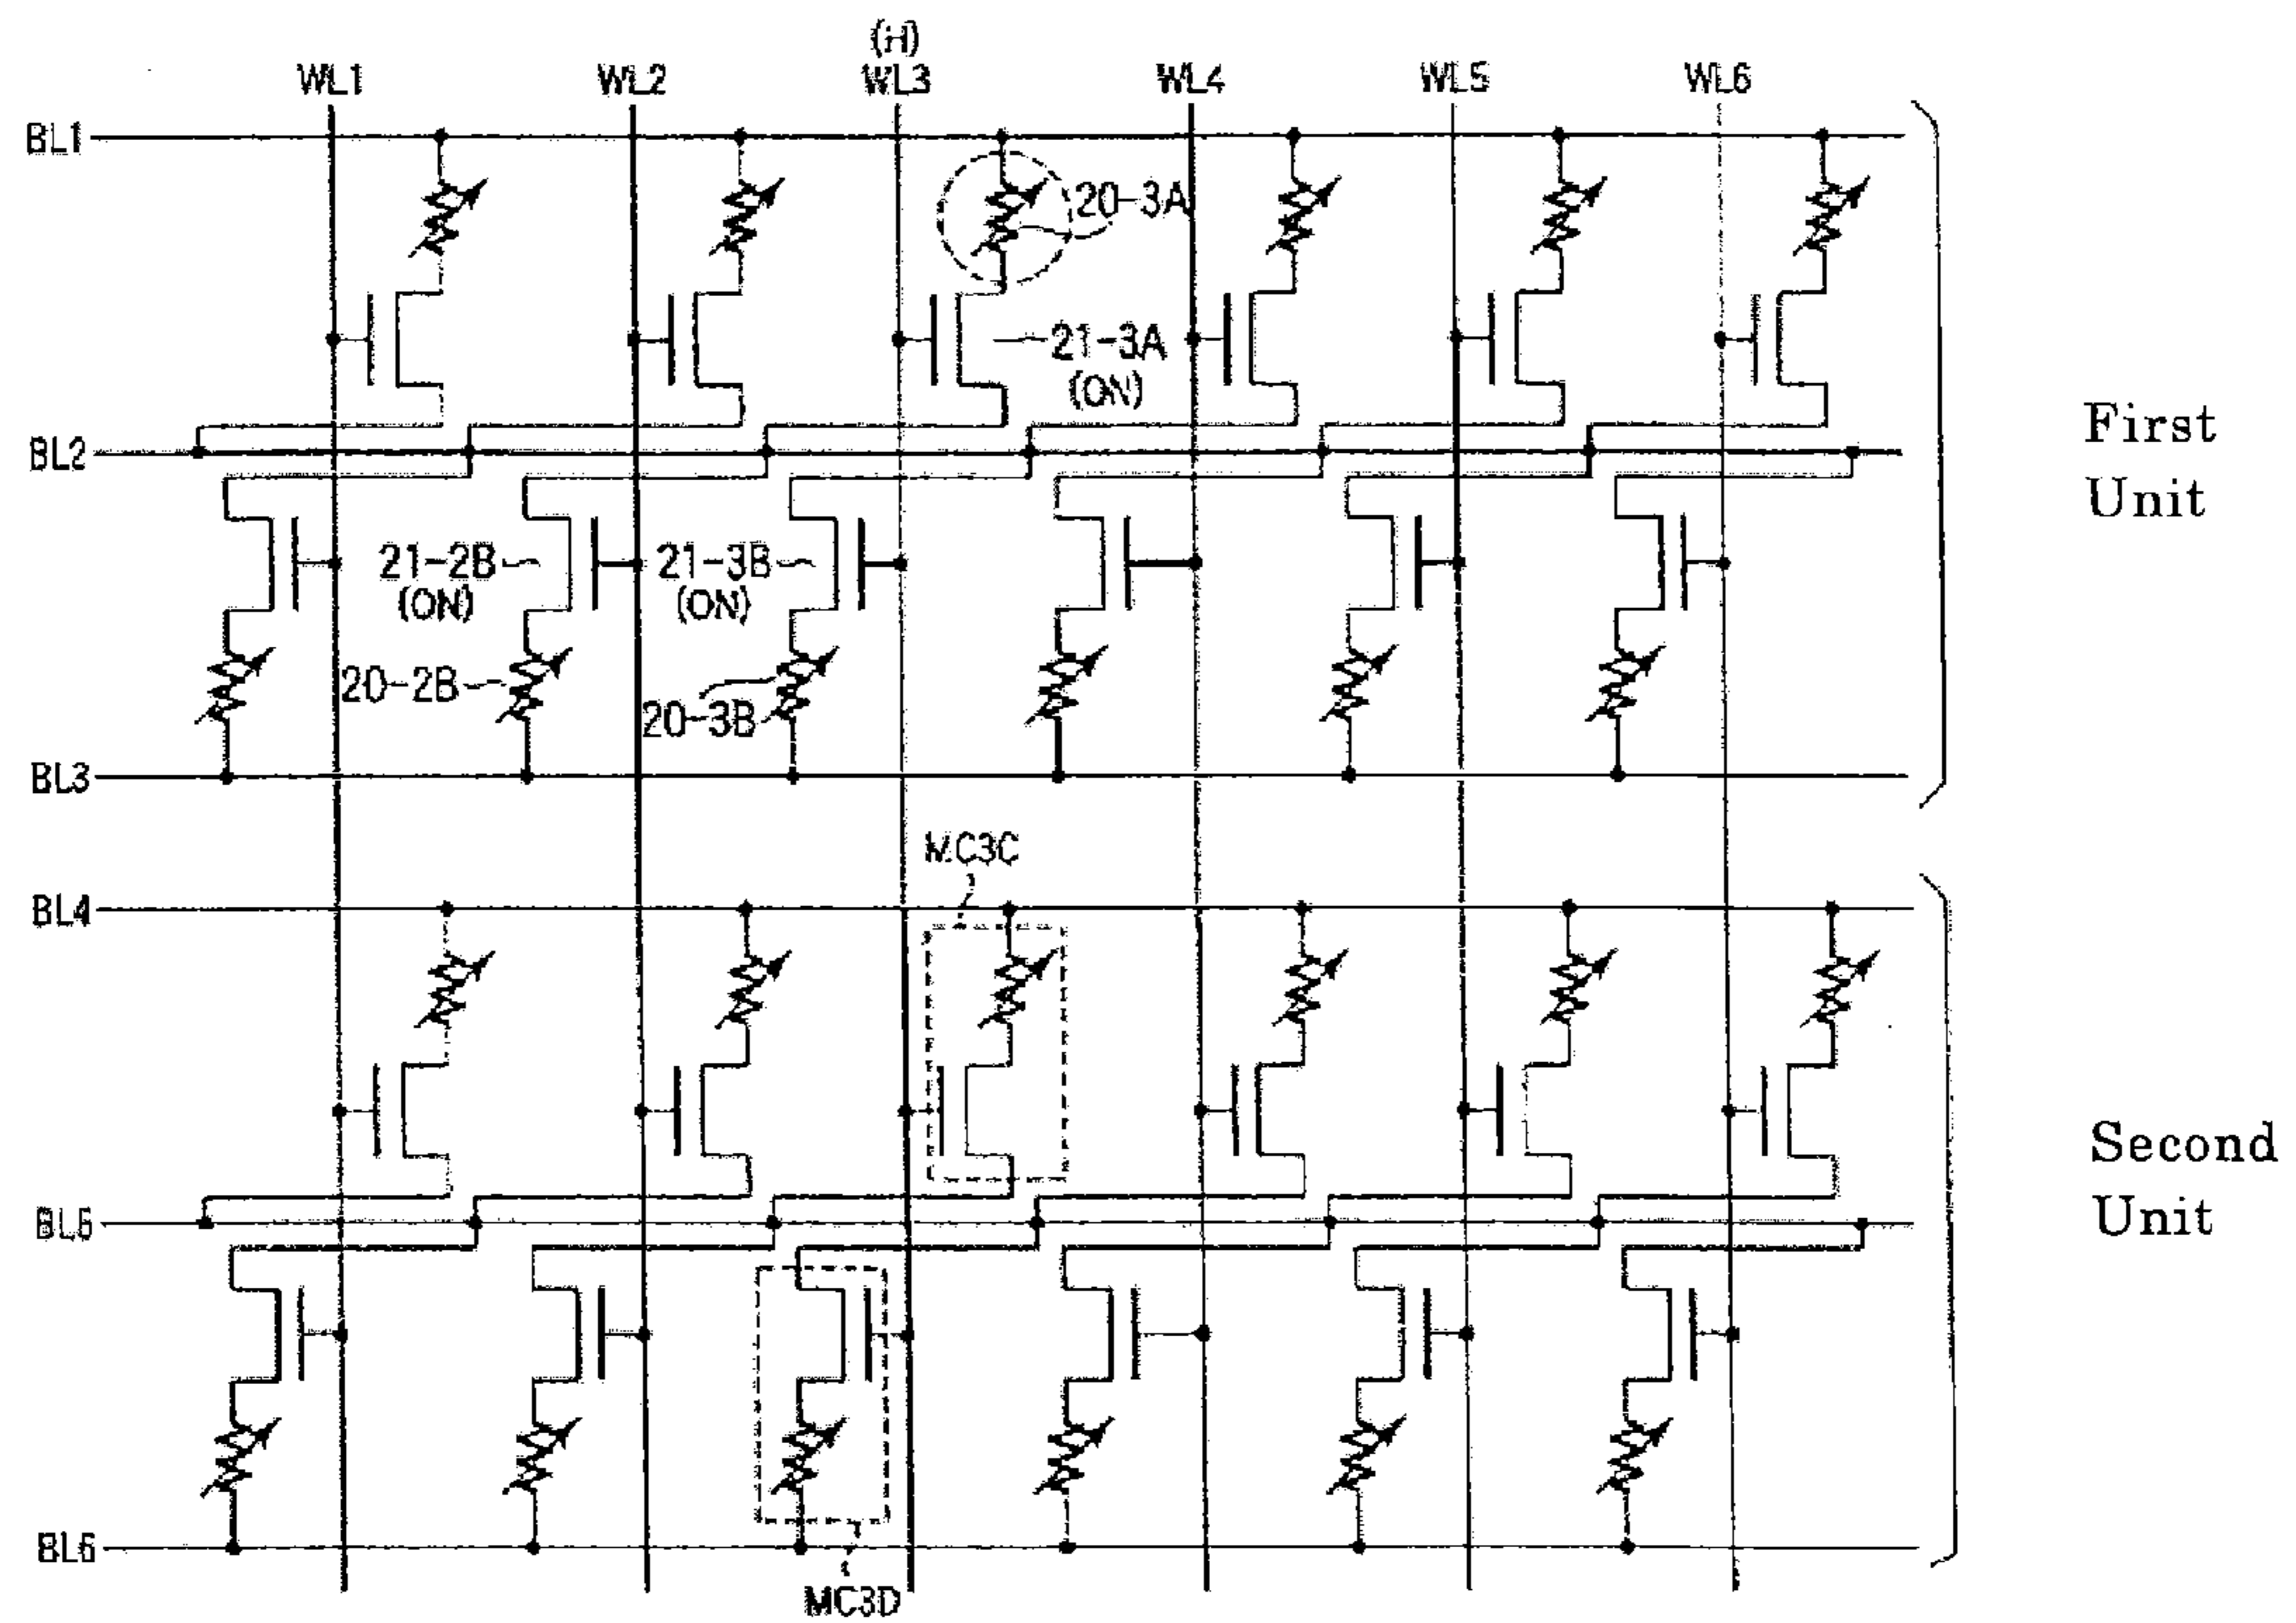 (H)
WL1 WL2 WL3 WL4 WL5 WL6
BL1
20-3A
21-3A
(ON)
First
Unit
BL2
21-2B
(ON)
21-3B
(ON)
20-2B
20-3B
BL3
MC3C
BL4
Second
Unit
BL5
BL6
MC3D